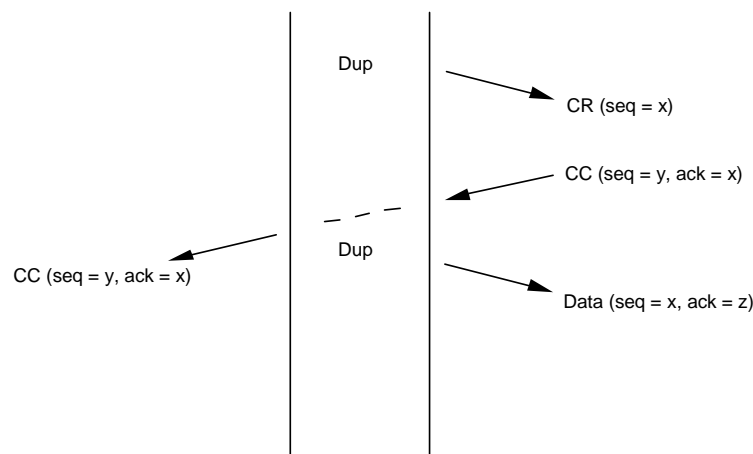 Dup
CR (seq = x)
CC (seq = y, ack = x)
Dup
CC (seq = y, ack = x)
Data (seq = x, ack = z)